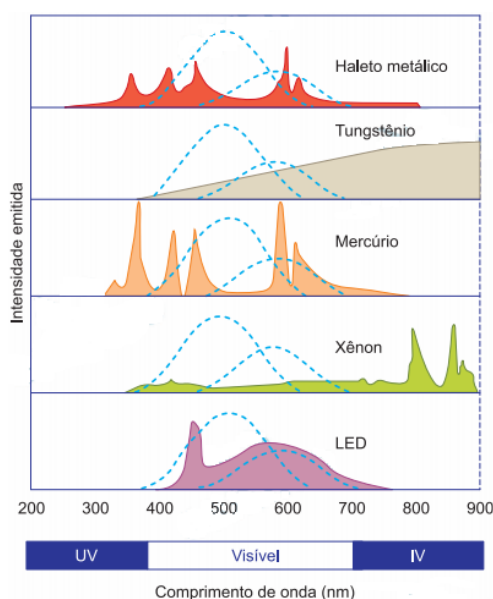 Intensidade emitida
Haleto metálico
Tungstênio
Mercúrio
Xênon
LED
200 300 400 500 600 700 800 900
UV Visível IV
Comprimento de onda (nm)